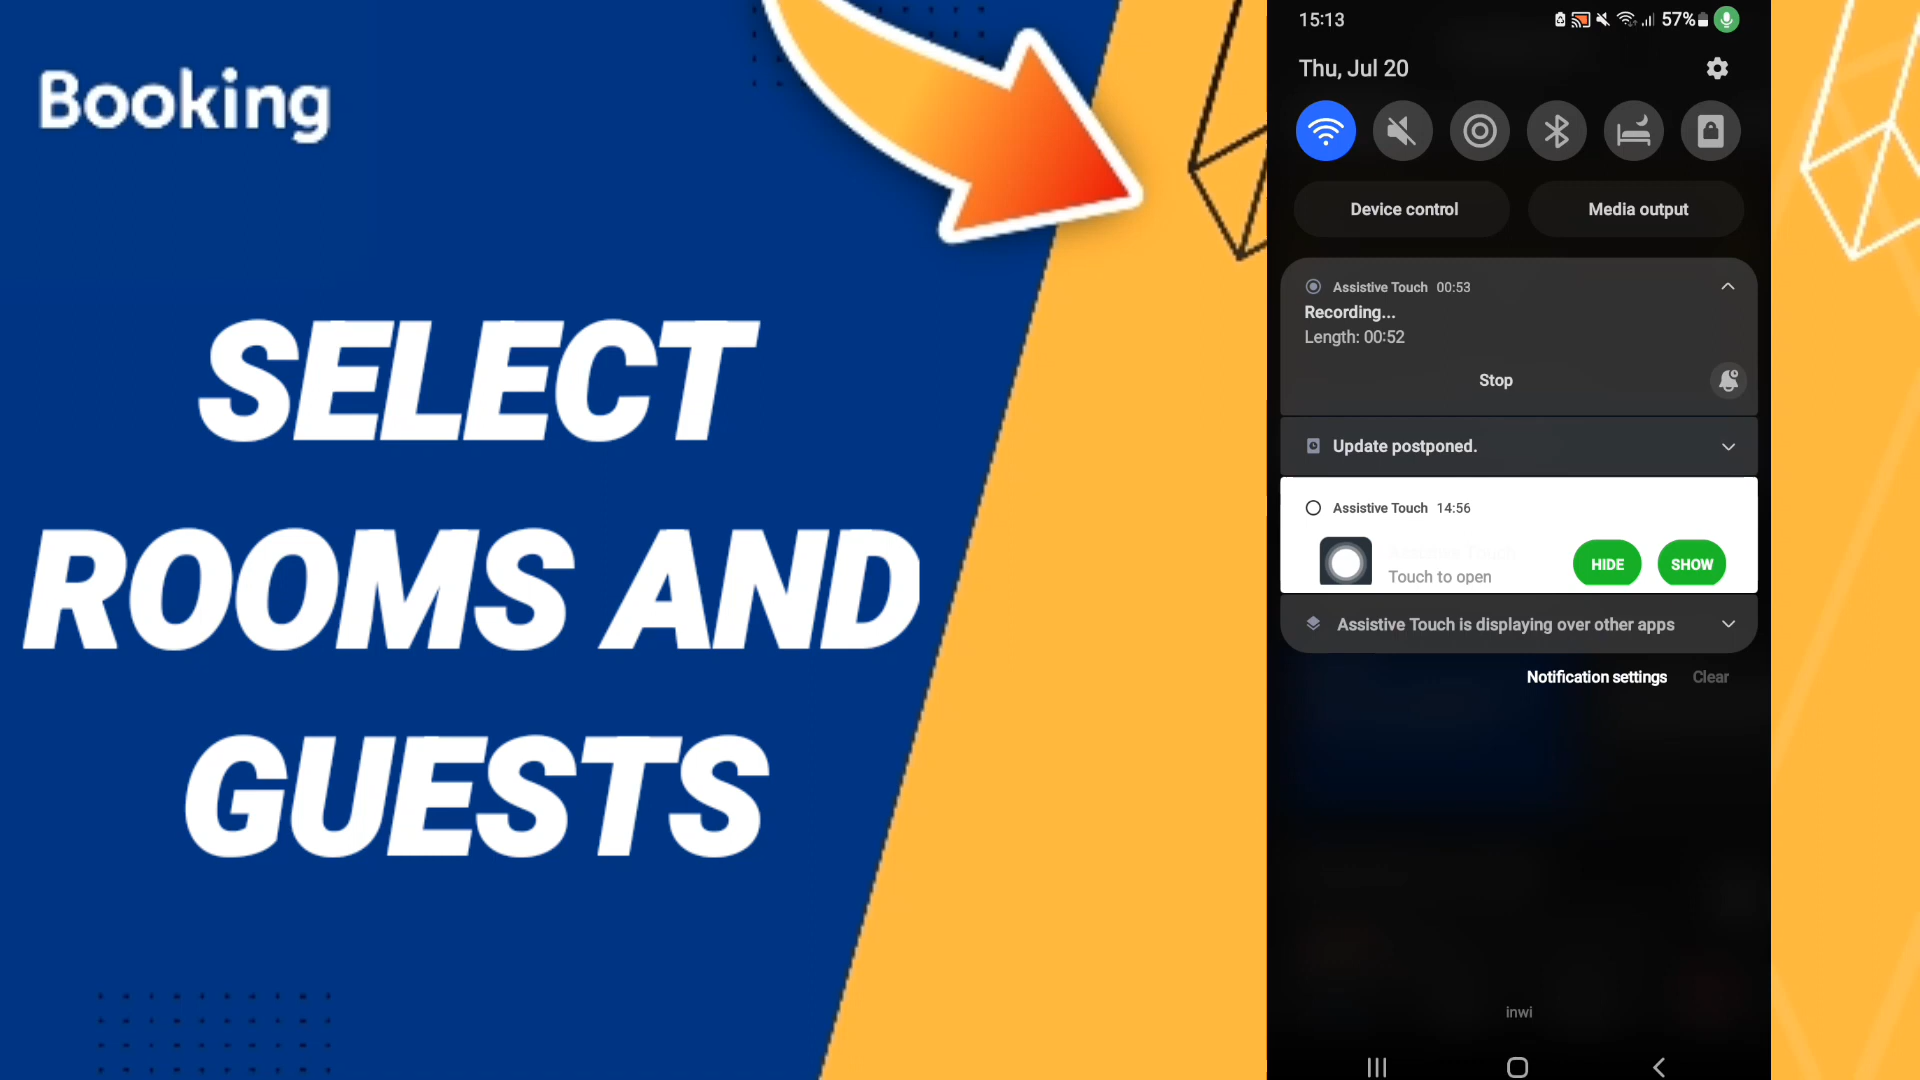 Booking
SELECT
ROOMS AND
GUESTS
15:13
57%
Thu, Jul 20
Device control
Media output
Assistive Touch 00:53
Recording...
Length: 00:52
Stop
Update postponed.
Assistive Touch 14:56
Assistive Touch
Touch to open
HIDE
SHOW
Assistive Touch is displaying over other apps
Notification settings
Clear
inwi